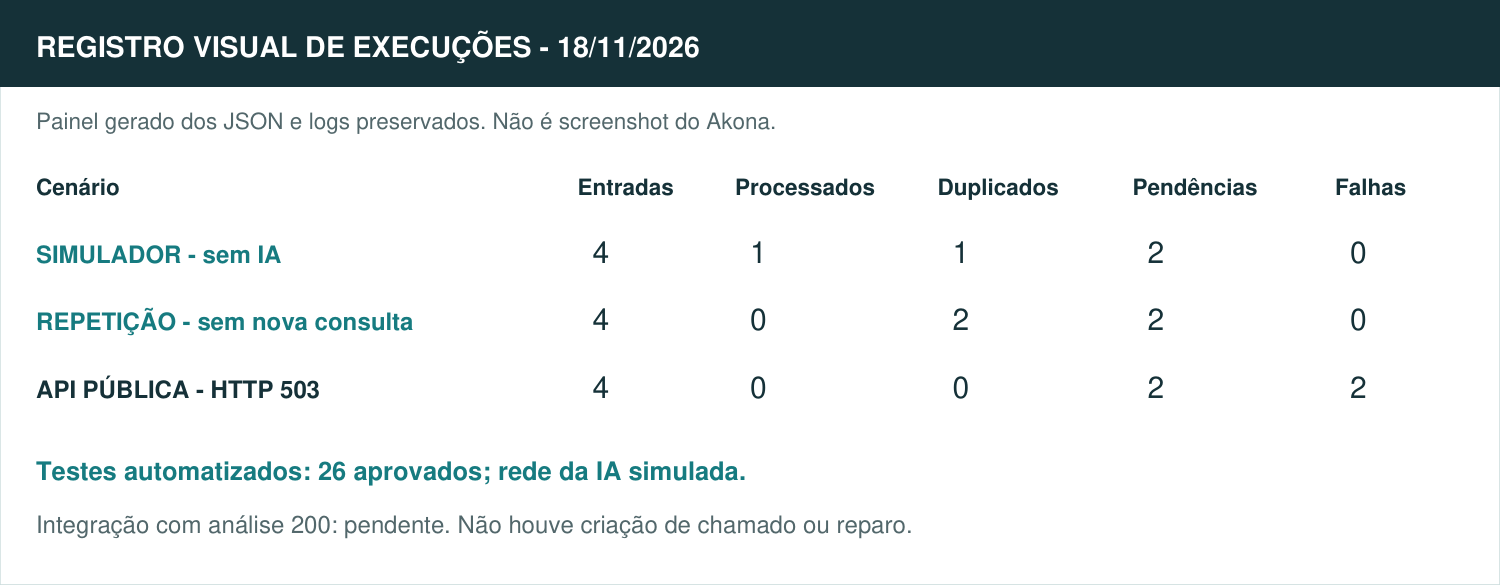 REGISTRO VISUAL DE EXECUÇÕES - 18/11/2026
Painel gerado dos JSON e logs preservados. Não é screenshot do Akona.
Cenário Entradas Processados Duplicados Pendências Falhas
SIMULADOR - sem IA 4 1 1 2 0
REPETIÇÃO - sem nova consulta 4 0 2 2 0
API PÚBLICA - HTTP 503 4 0 0 2 2
Testes automatizados: 26 aprovados; rede da IA simulada.
Integração com análise 200: pendente. Não houve criação de chamado ou reparo.